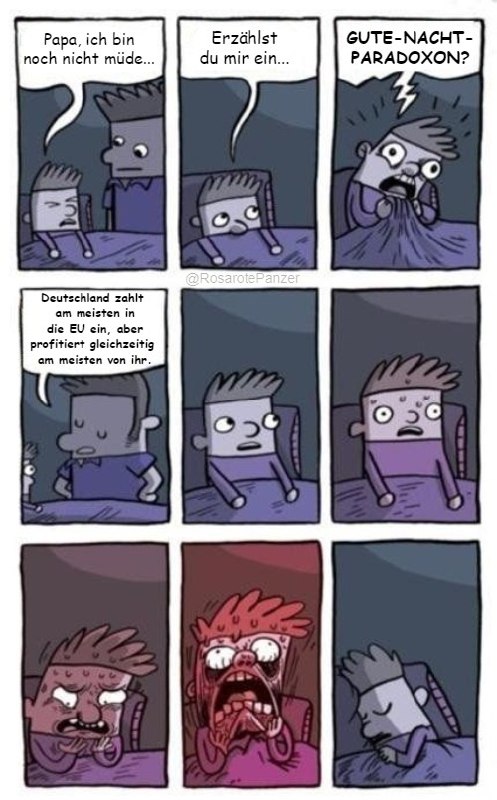 Papa, ich bin
noch nicht müde...
Erzählst
du mir ein...
GUTE-NACHT-
PARADOXON?
@RosarotePanzer
Deutschland zahlt
am meisten in
die EU ein, aber
profitiert gleichzeitig
am meisten von ihr.